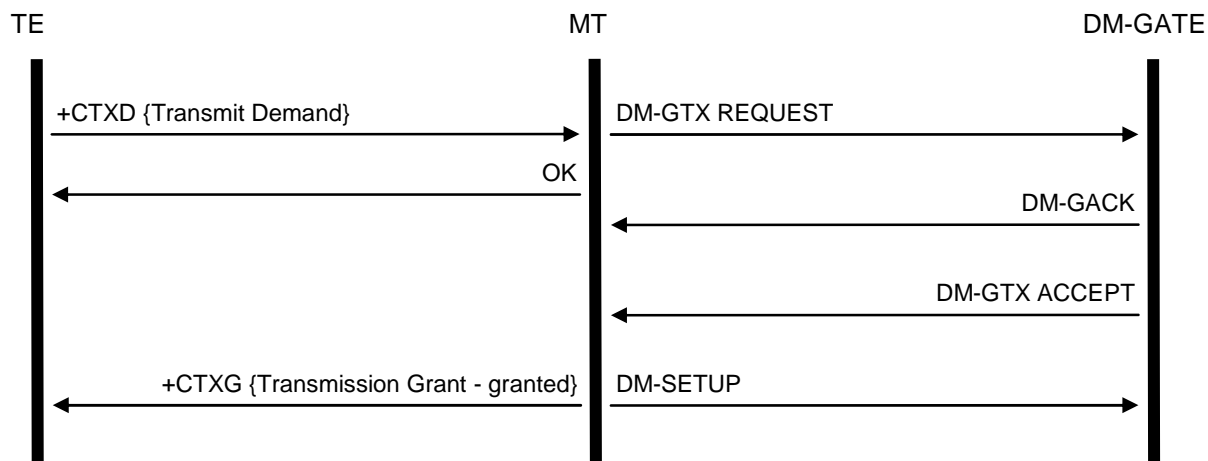 TE
MT
DM-GATE
+CTXD {Transmit Demand}
DM-GTX REQUEST
OK
DM-GACK
DM-GTX ACCEPT
+CTXG {Transmission Grant - granted}
DM-SETUP